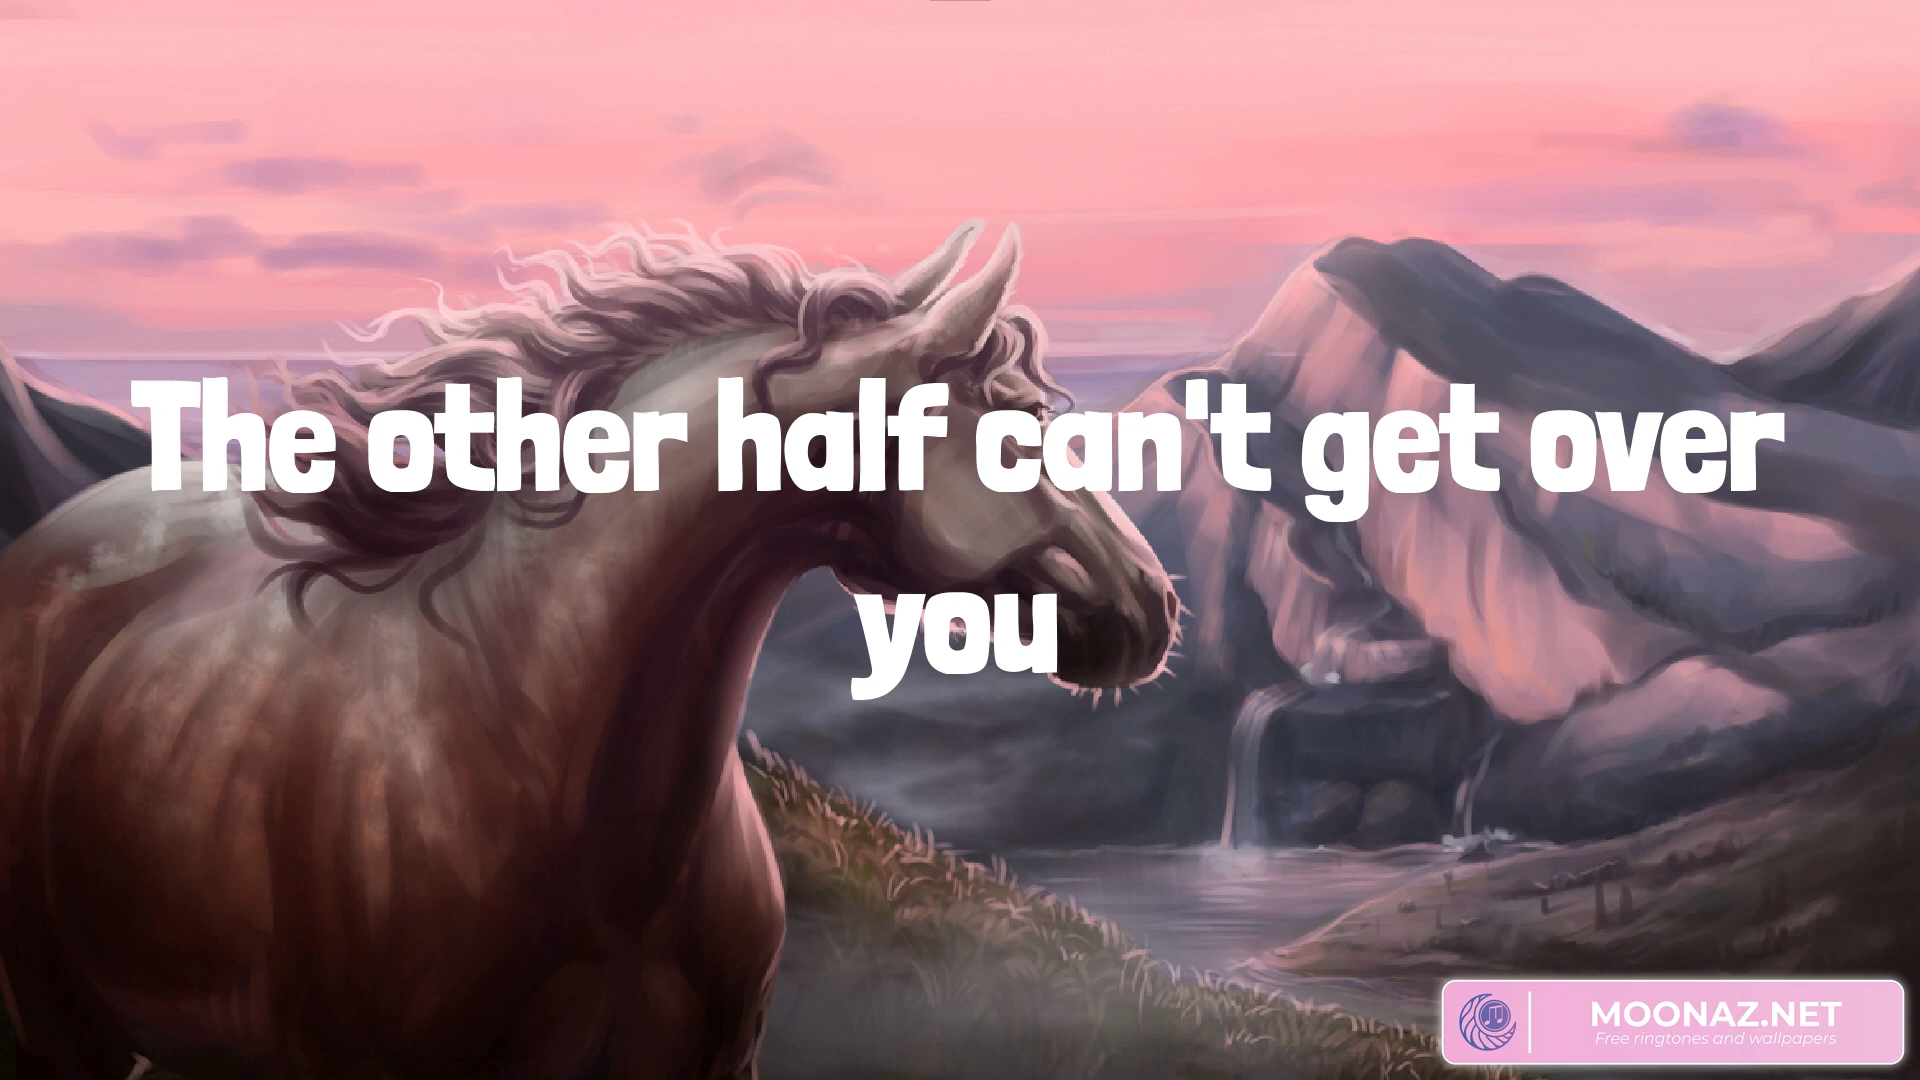 The other half can't get over
you
MOONAZ.NET
Free ringtones and wallpapers